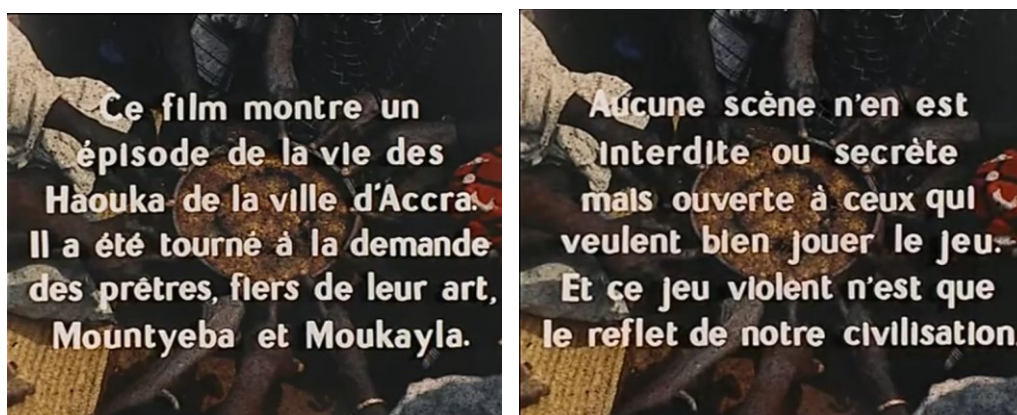 Ce film montre un
épisode de la vie des
Haouka de la ville d'Accra.
Il a été tourné à la demande
des prêtres, fiers de leur art,
Mountyeba et Moukayla.
Aucune scène n'en est
interdite ou secrète
mais ouverte à ceux qui
veulent bien jouer le jeu.
Et ce jeu violent n'est que
le reflet de notre civilisation.